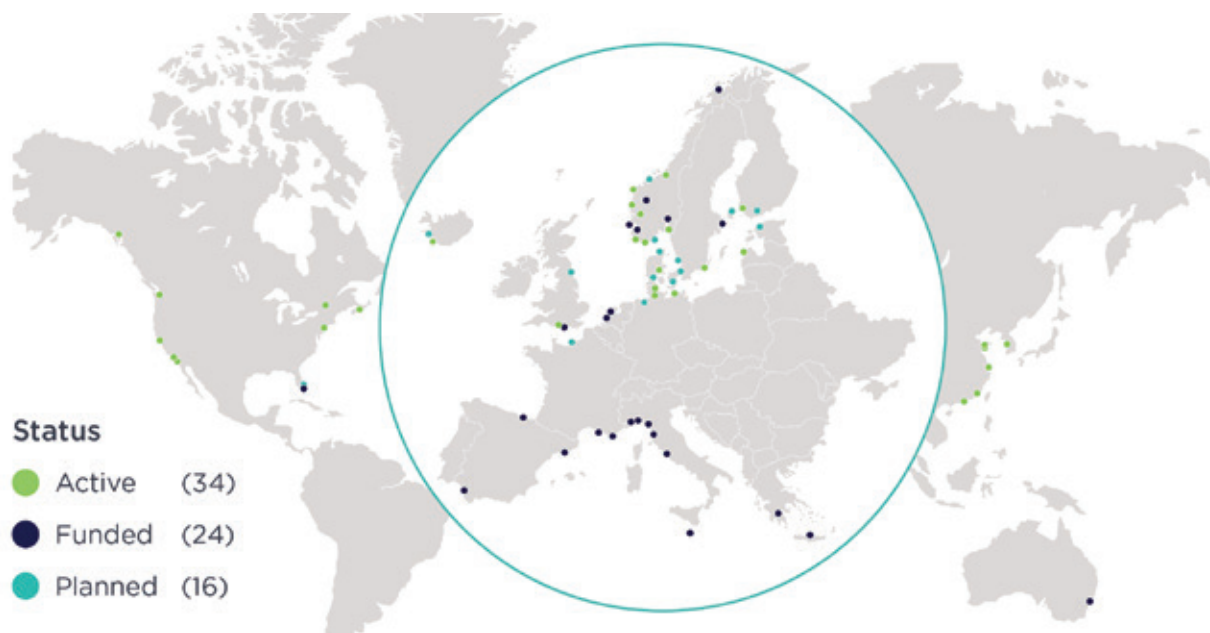 Status
Active (34)
Funded (24)
Planned (16)